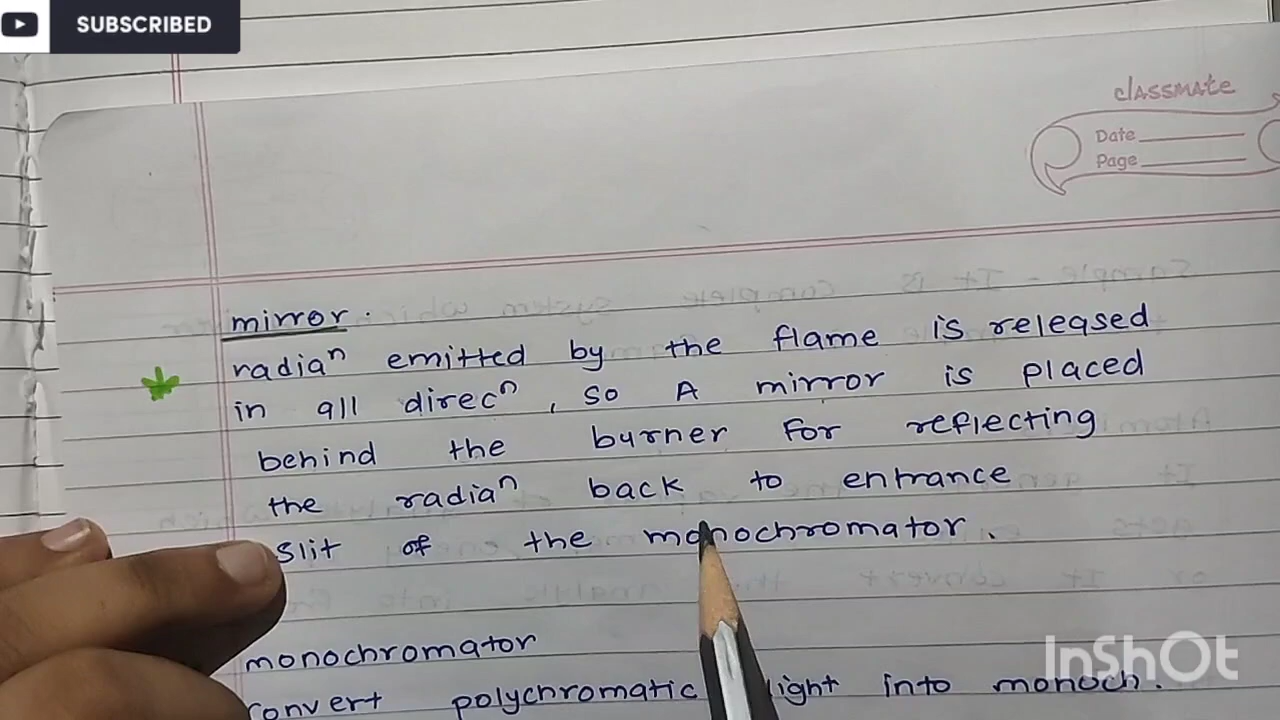 SUBSCRIBED
classmate
Date
Page
mirror.
radiaⁿ emitted by the flame is released
in all direcⁿ, so A mirror is placed
behind the burner For reflecting
the radiaⁿ back to entrance
slit of the monochromator.
monochromator
convert polychromatic light into monoch.
InShOt